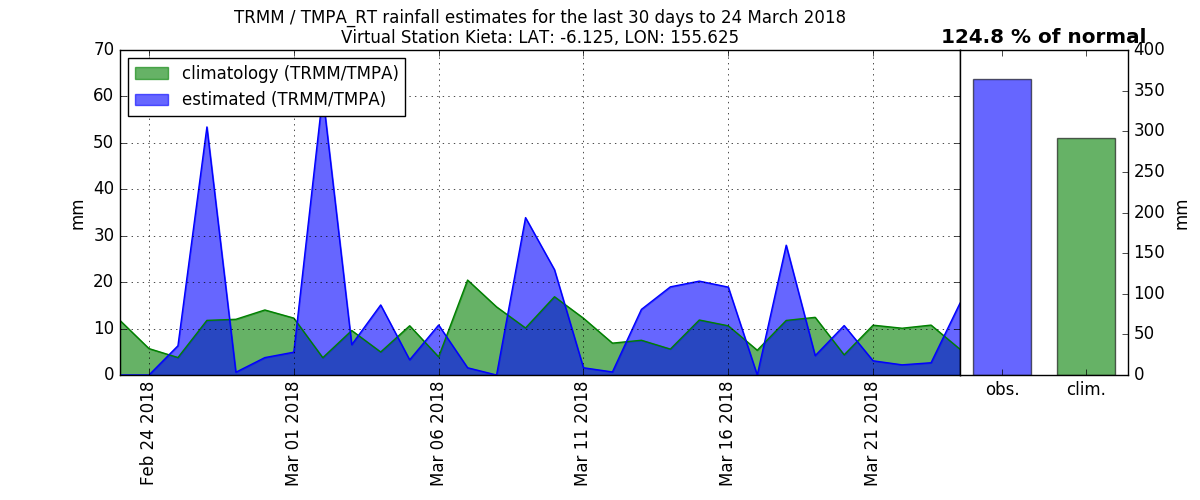 TRMM / TMPA_RT rainfall estimates for the last 30 days to 24 March 2018
Virtual Station Kieta: LAT: -6.125, LON: 155.625
124.8 % of normal
climatology (TRMM/TMPA)
estimated (TRMM/TMPA)
70
60
50
40
30
20
10
0
mm
Feb 24 2018
Mar 01 2018
Mar 06 2018
Mar 11 2018
Mar 16 2018
Mar 21 2018
400
350
300
250
200
150
100
50
0
mm
obs.
clim.